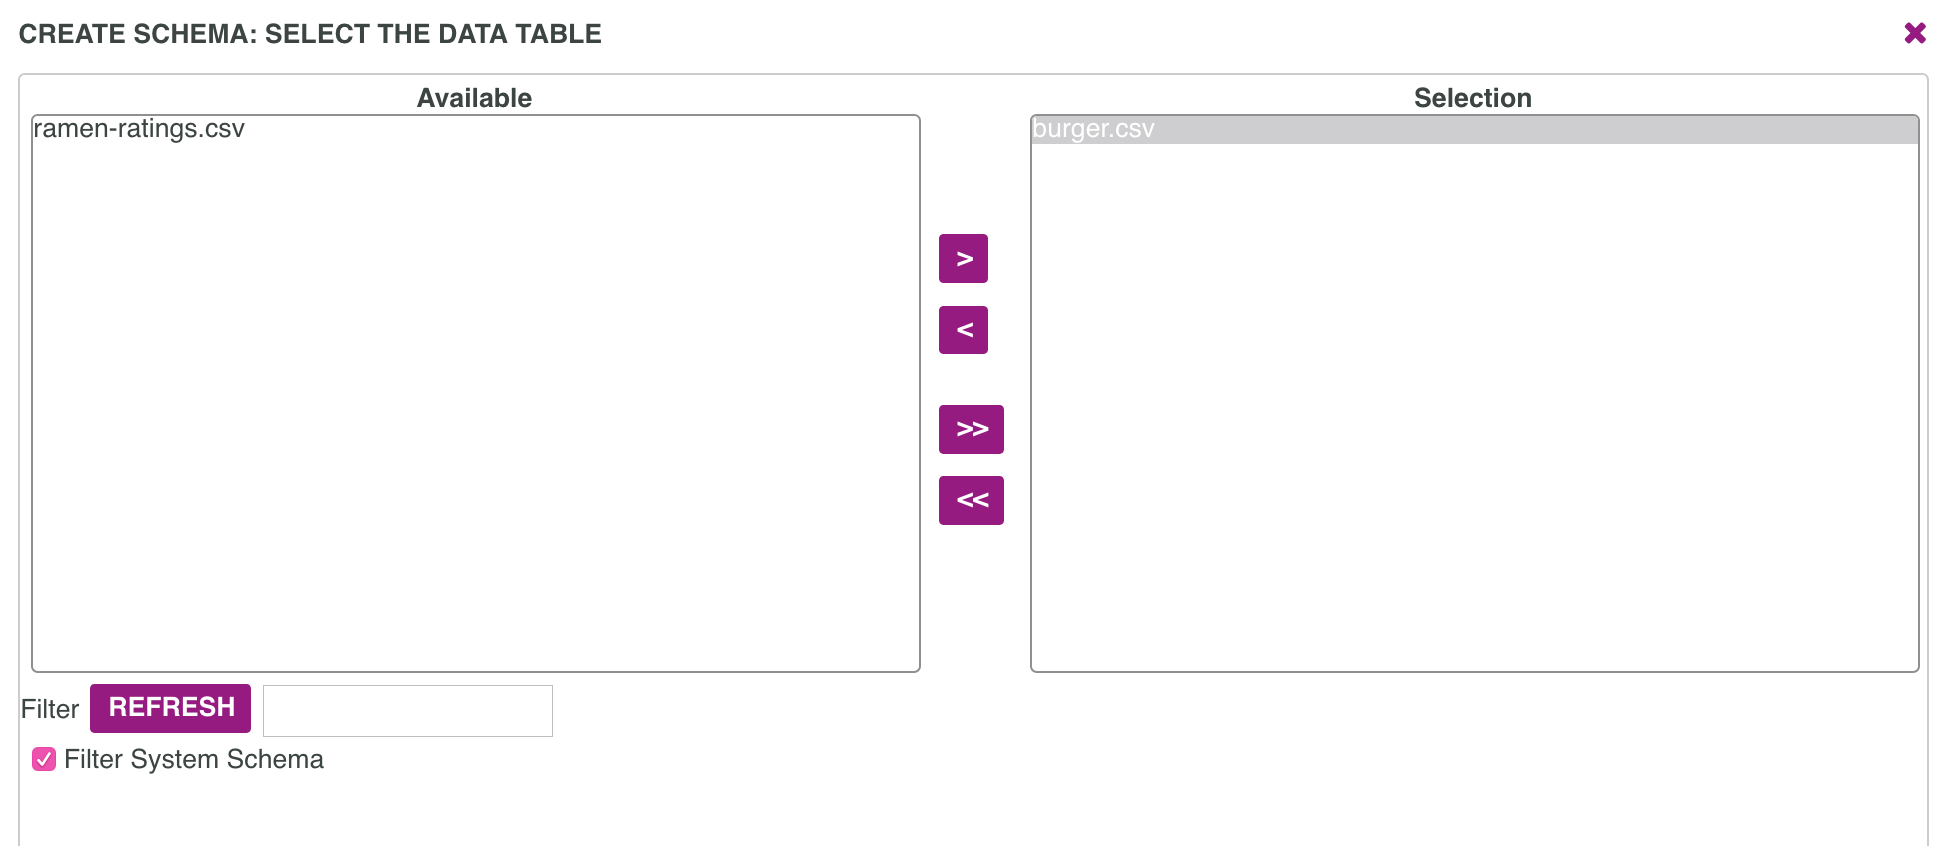 CREATE SCHEMA: SELECT THE DATA TABLE
Available
Selection
ramen-ratings.csv
burger.csv
>
<
>>
<<
Filter REFRESH
Filter System Schema